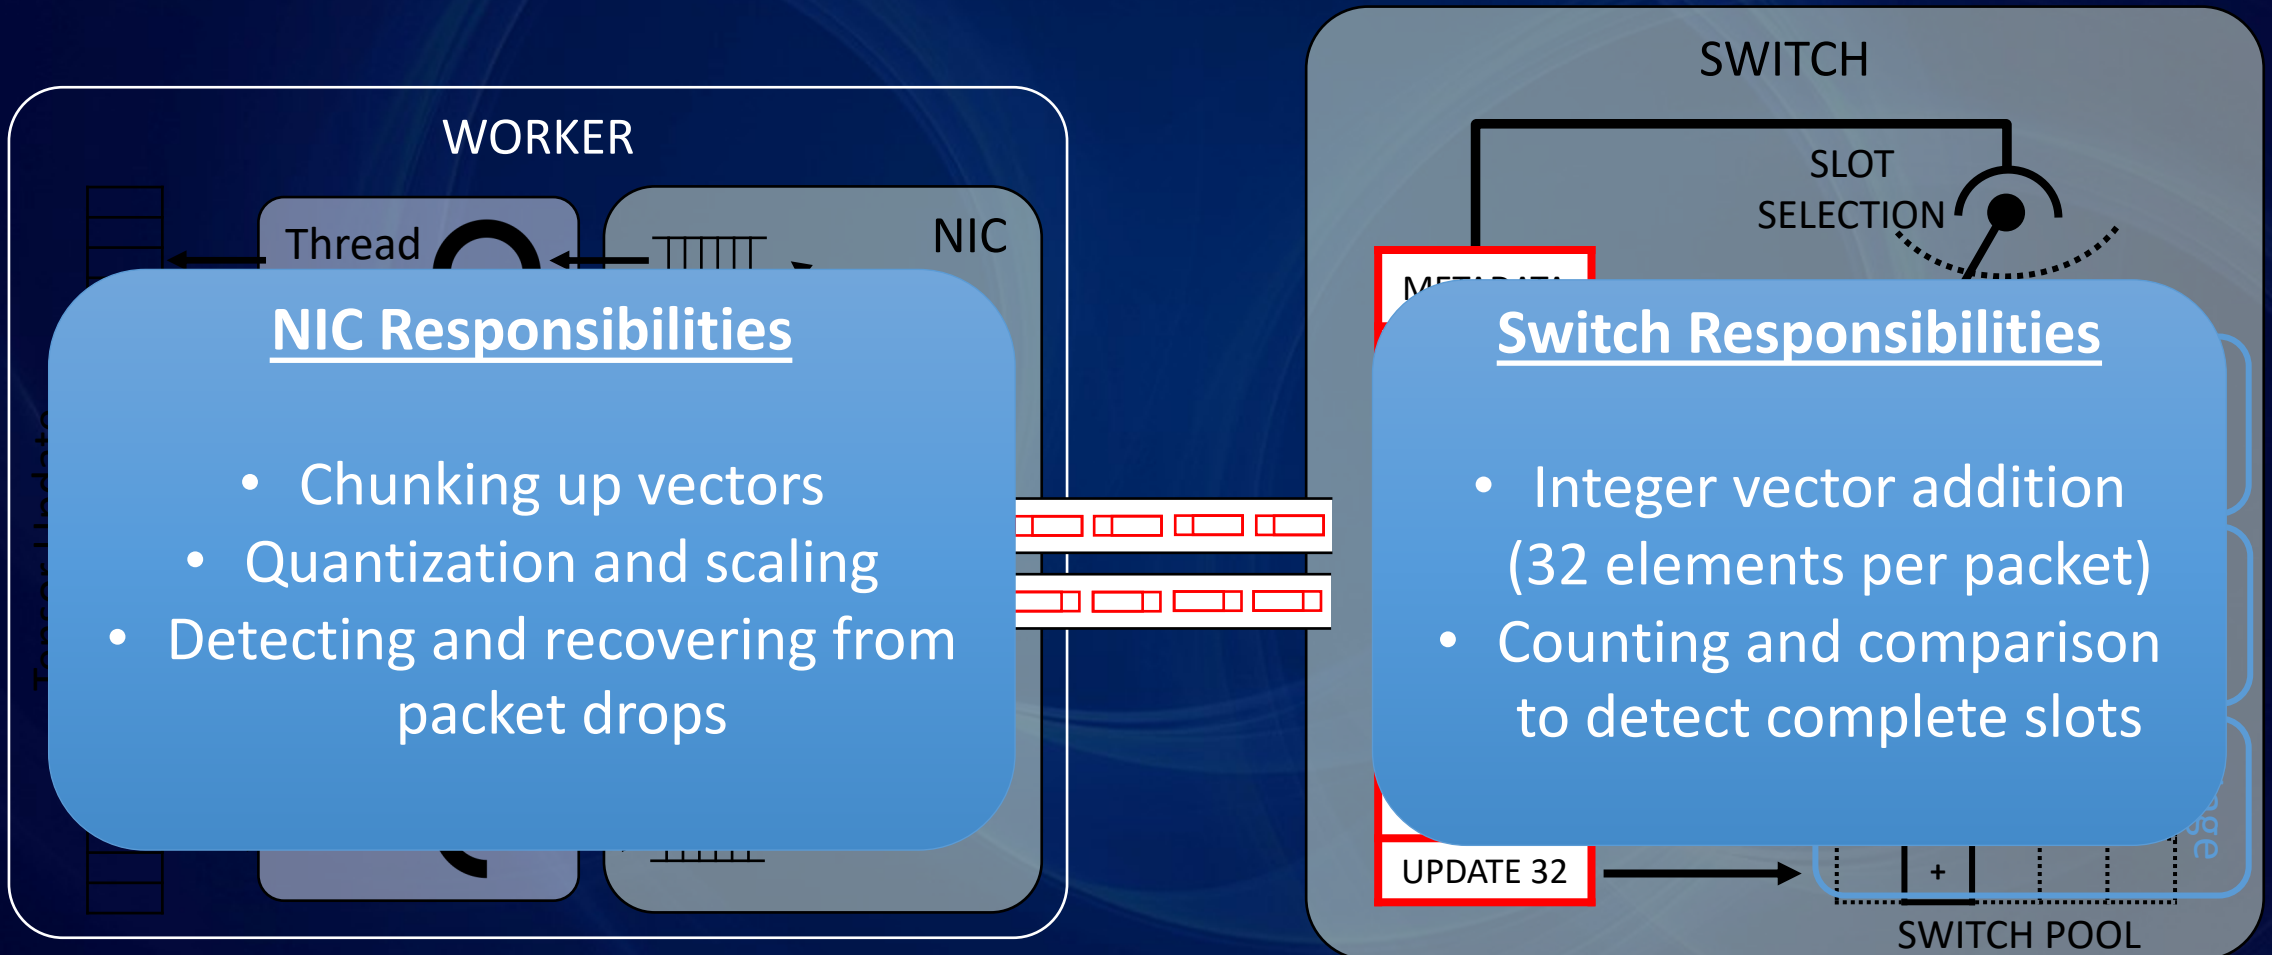 WORKER
Thread
NIC
NIC Responsibilities
• Chunking up vectors
• Quantization and scaling
• Detecting and recovering from
packet drops
SWITCH
SLOT
SELECTION
METADATA
Switch Responsibilities
• Integer vector addition
(32 elements per packet)
• Counting and comparison
to detect complete slots
UPDATE 32
+
SWITCH POOL